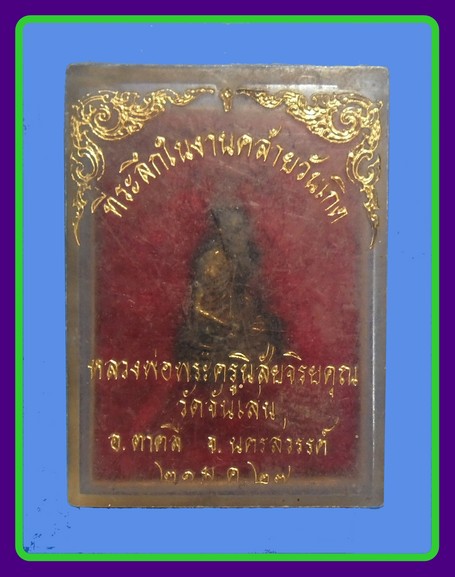 ที่ระลึกในงานคล้ายวันเกิด
หลวงพ่อพระครูนิสัยจริยคุณ
วัดจันเสน
อ.ตาคลี จ.นครสวรรค์
๒๑ ม ค ๒๗